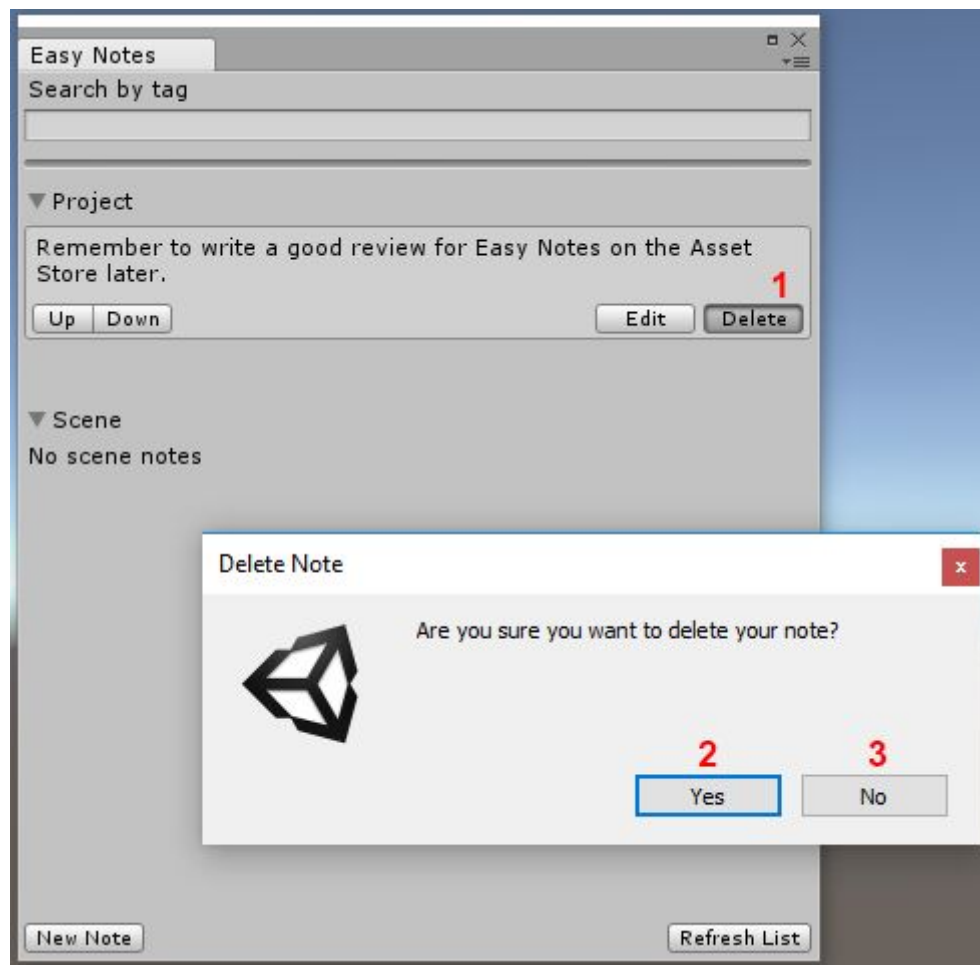 Easy Notes
Search by tag
Project
Remember to write a good review for Easy Notes on the Asset
Store later.
1
Up Down Edit Delete
Scene
No scene notes
Delete Note
x
Are you sure you want to delete your note?
2 3
Yes No
New Note Refresh List